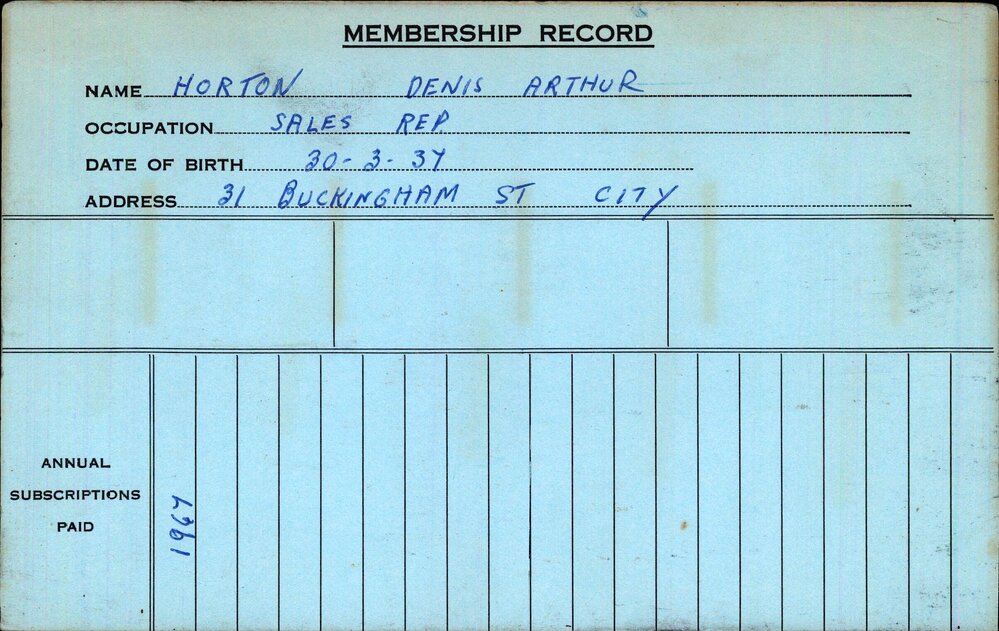 MEMBERSHIP RECORD
NAME HORTON DENIS ARTHUR
OCCUPATION SALES REP
DATE OF BIRTH 30-3-37
ADDRESS 31 BUCKINGHAM ST CITY
ANNUAL
SUBSCRIPTIONS
PAID
1967